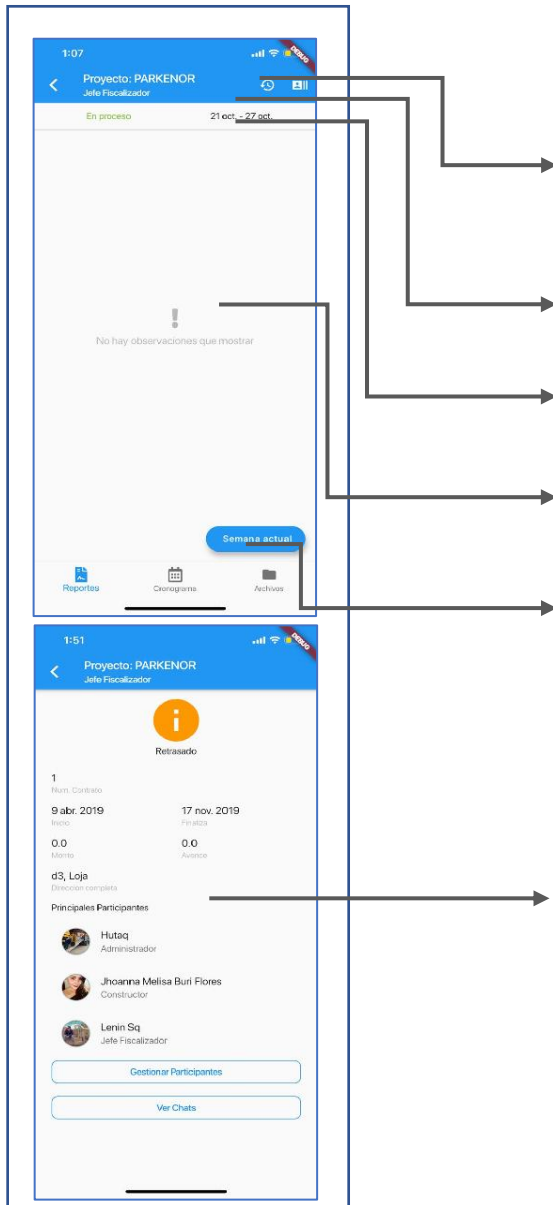 1:07
DEBUG
Proyecto: PARKENOR
Jefe Fiscalizador
En proceso 21 oct. - 27 oct.
No hay observaciones que mostrar
Semana actual
Reportes Cronograma Archivos
1:51
DEBUG
Proyecto: PARKENOR
Jefe Fiscalizador
Retrasado
1
Num. Contrato
9 abr. 2019 17 nov. 2019
Inicio Finaliza
0.0 0.0
Monto Avance
d3, Loja
Direccion completa
Principales Participantes
Hutaq
Administrador
Jhoanna Melisa Buri Flores
Constructor
Lenin Sq
Jefe Fiscalizador
Gestionar Participantes
Ver Chats